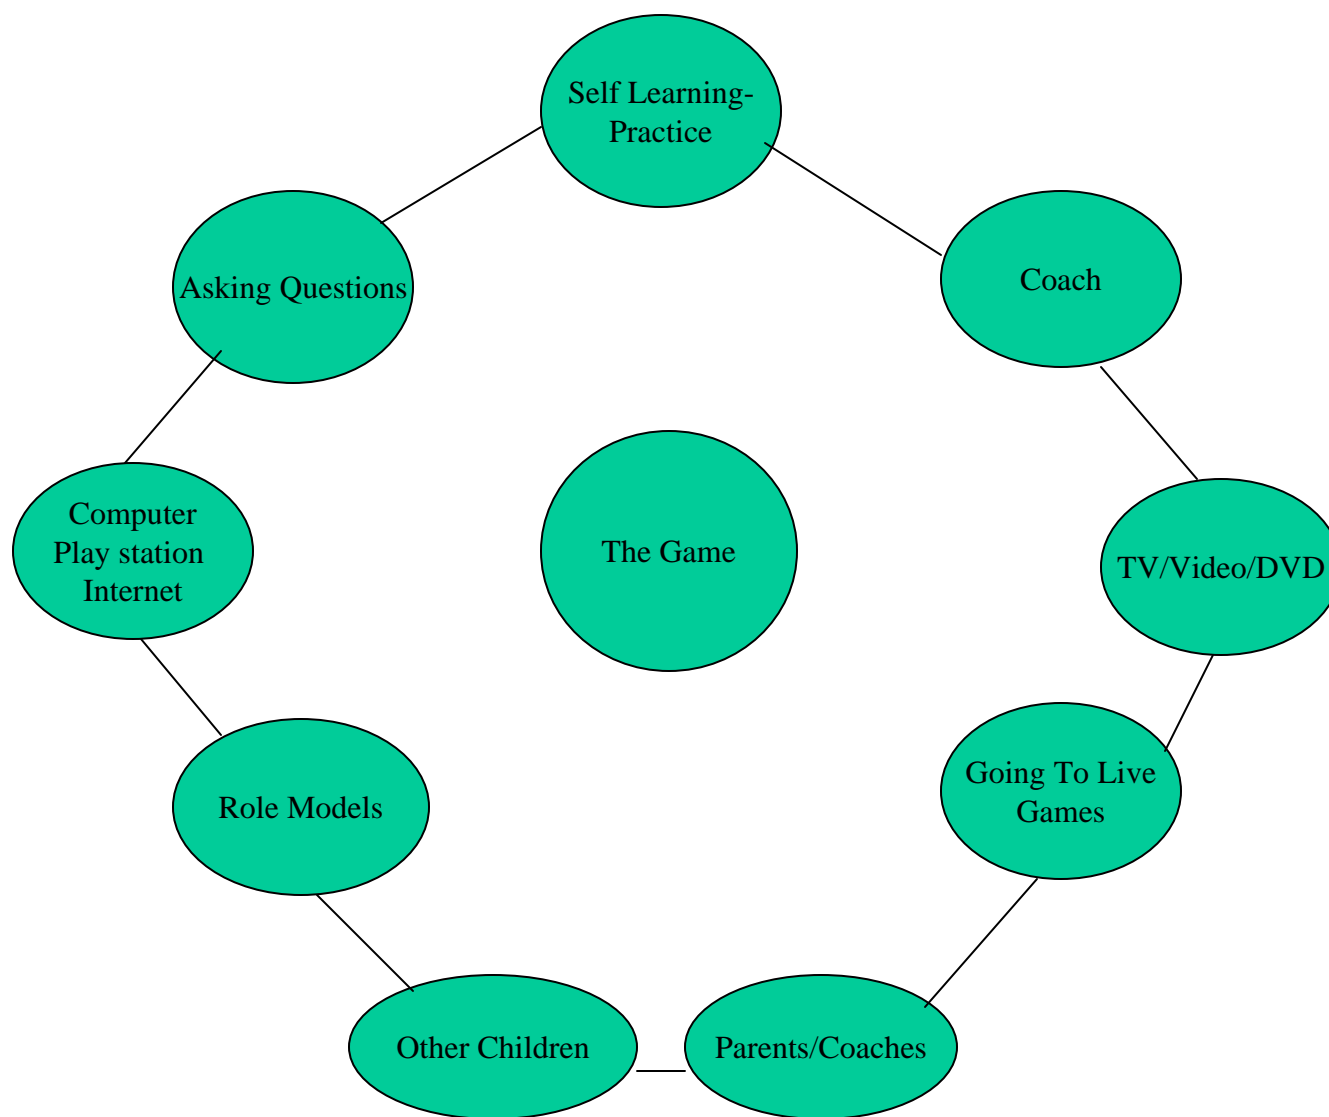 Self Learning-
Practice
Asking Questions
Coach
Computer
Play station
Internet
The Game
TV/Video/DVD
Role Models
Going To Live
Games
Other Children
Parents/Coaches